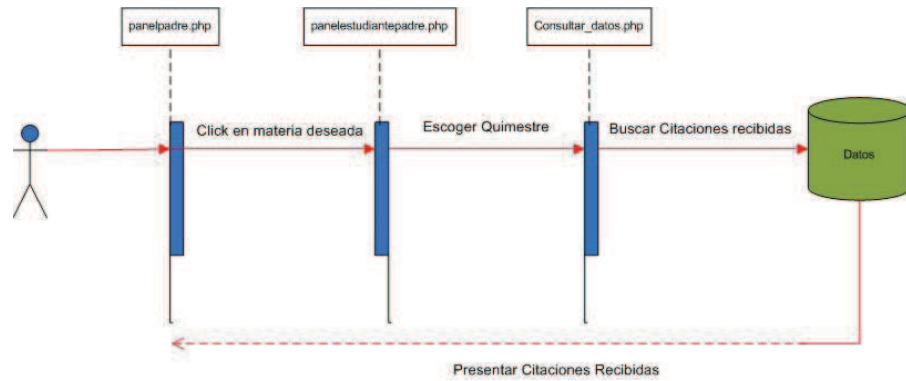 panelpadre.php
panelestudiantepadre.php
Consultar_datos.php
Click en materia deseada
Escoger Quimestre
Buscar Citaciones recibidas
Datos
Presentar Citaciones Recibidas